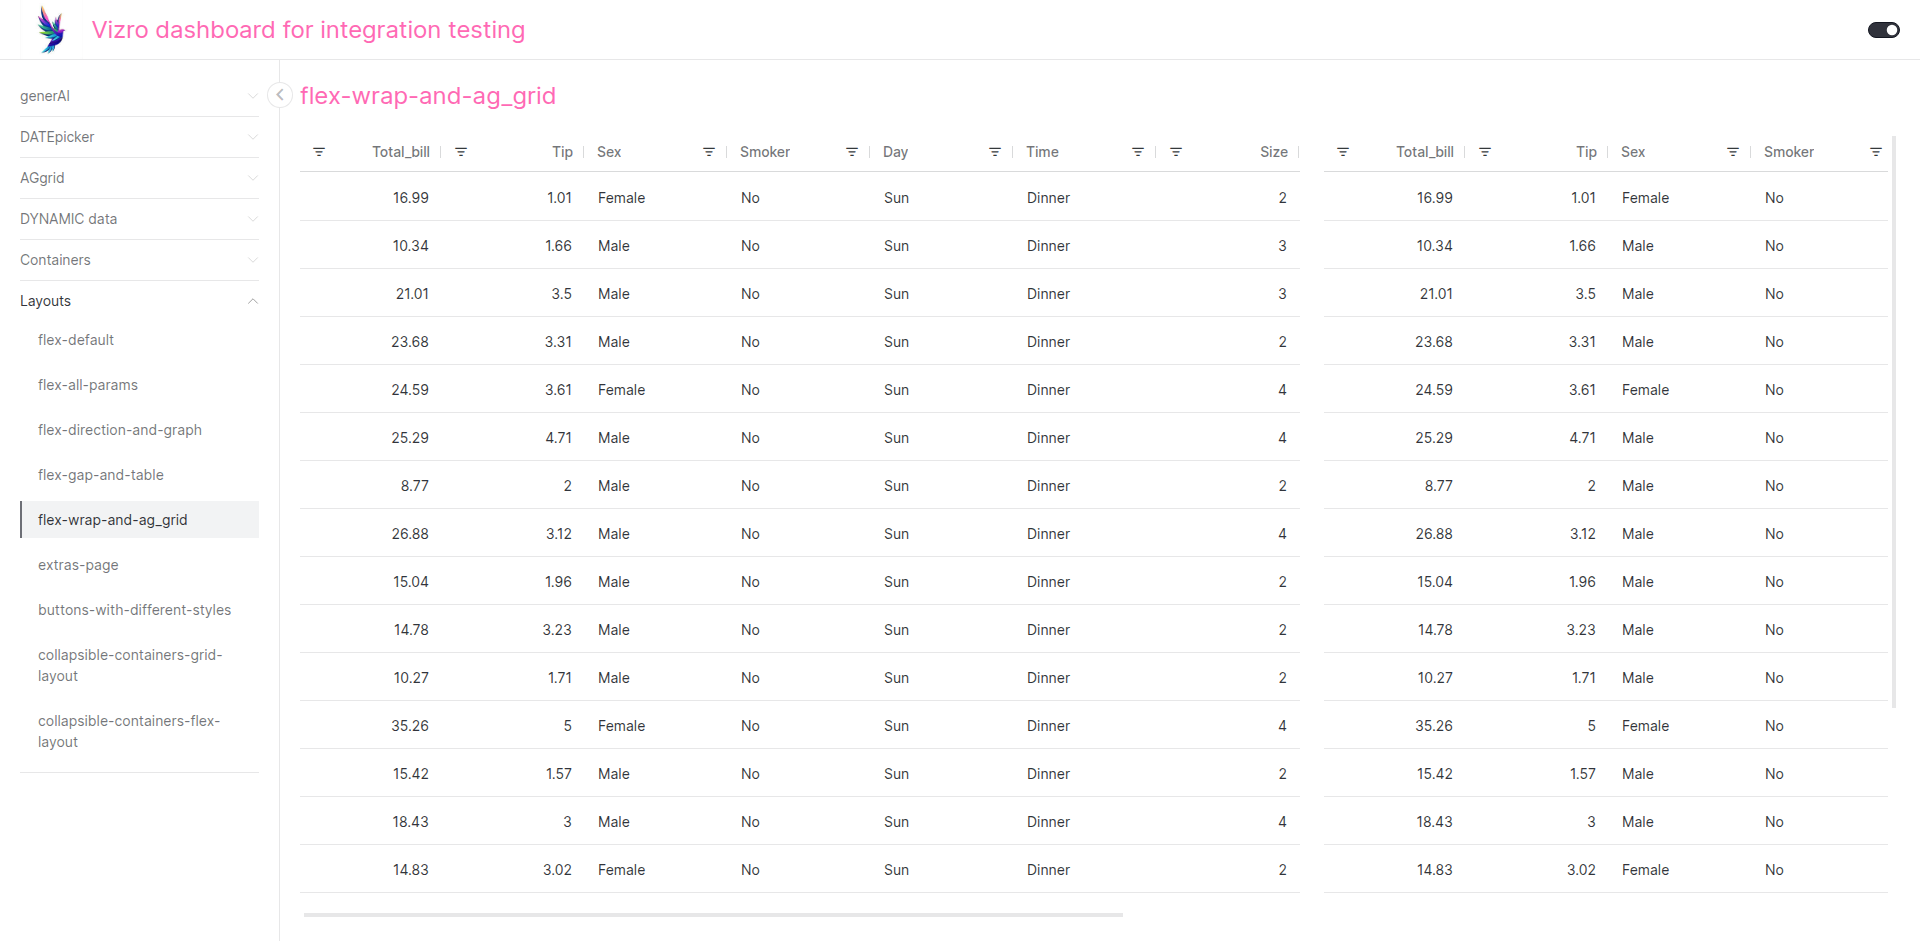 Vizro dashboard for integration testing
generAI
DATEpicker
AGgrid
DYNAMIC data
Containers
Layouts
flex-default
flex-all-params
flex-direction-and-graph
flex-gap-and-table
flex-wrap-and-ag_grid
extras-page
buttons-with-different-styles
collapsible-containers-grid-
layout
collapsible-containers-flex-
layout
flex-wrap-and-ag_grid
Total_bill Tip Sex Smoker Day Time Size Total_bill Tip Sex Smoker
16.99 1.01 Female No Sun Dinner 2 16.99 1.01 Female No
10.34 1.66 Male No Sun Dinner 3 10.34 1.66 Male No
21.01 3.5 Male No Sun Dinner 3 21.01 3.5 Male No
23.68 3.31 Male No Sun Dinner 2 23.68 3.31 Male No
24.59 3.61 Female No Sun Dinner 4 24.59 3.61 Female No
25.29 4.71 Male No Sun Dinner 4 25.29 4.71 Male No
8.77 2 Male No Sun Dinner 2 8.77 2 Male No
26.88 3.12 Male No Sun Dinner 4 26.88 3.12 Male No
15.04 1.96 Male No Sun Dinner 2 15.04 1.96 Male No
14.78 3.23 Male No Sun Dinner 2 14.78 3.23 Male No
10.27 1.71 Male No Sun Dinner 2 10.27 1.71 Male No
35.26 5 Female No Sun Dinner 4 35.26 5 Female No
15.42 1.57 Male No Sun Dinner 2 15.42 1.57 Male No
18.43 3 Male No Sun Dinner 4 18.43 3 Male No
14.83 3.02 Female No Sun Dinner 2 14.83 3.02 Female No